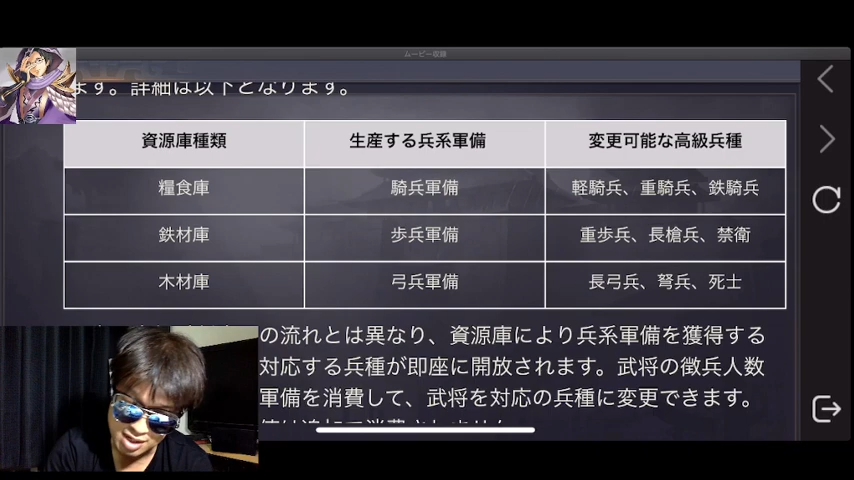 ムービー収録
ます。詳細は以下となります。
資源庫種類 生産する兵系軍備 変更可能な高級兵種
糧食庫 騎兵軍備 軽騎兵、重騎兵、鉄騎兵
鉄材庫 歩兵軍備 重歩兵、長槍兵、禁衛
木材庫 弓兵軍備 長弓兵、弩兵、死士
の流れとは異なり、資源庫により兵系軍備を獲得する
対応する兵種が即座に開放されます。武将の徴兵人数
軍備を消費して、武将を対応の兵種に変更できます。